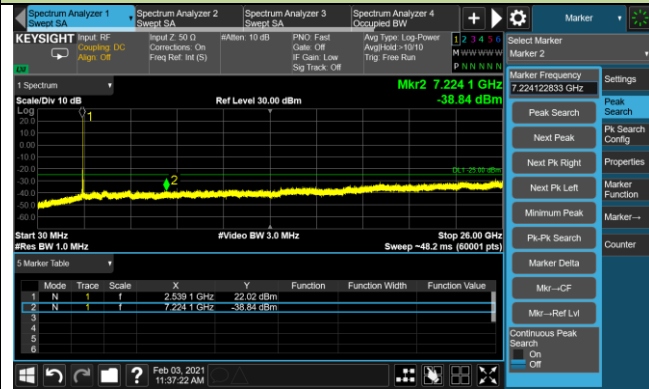 Spectrum Analyzer 1
Swept SA
Spectrum Analyzer 2
Swept SA
Spectrum Analyzer 3
Swept SA
Spectrum Analyzer 4
Occupied BW
Marker
KEYSIGHT
Input: RF
Coupling: DC
Align: Off
Input Z: 50 Ω
Corrections: On
Freq Ref: Int (S)
#Atten: 10 dB
PNO: Fast
Gate: Off
IF Gain: Low
Sig Track: Off
Avg Type: Log-Power
Avg|Hold:>10/10
Trig: Free Run
1 2 3 4 5 6
M W W W W W
P N N N N N
LNI
Select Marker
Marker 2
1 Spectrum
Mkr2 7.224 1 GHz
-38.84 dBm
Scale/Div 10 dB
Ref Level 30.00 dBm
Log
20.0
10.0
0.00
-10.0
-20.0
-30.0
-40.0
-50.0
-60.0
1
2
DL1 -25.00 dBm
Start 30 MHz
#Video BW 3.0 MHz
Stop 26.00 GHz
#Res BW 1.0 MHz
Sweep ~48.2 ms (60001 pts)
5 Marker Table
Mode Trace Scale X Y Function Function Width Function Value
1 N 1 f 2.539 1 GHz 22.02 dBm
2 N 1 f 7.224 1 GHz -38.84 dBm
3
4
5
6
Feb 03, 2021
11:37:22 AM
Marker Frequency
7.224122833 GHz
Peak Search
Next Peak
Next Pk Right
Next Pk Left
Minimum Peak
Pk-Pk Search
Marker Delta
Mkr→CF
Mkr→Ref Lvl
Continuous Peak
Search
On
Off
Settings
Peak
Search
Pk Search
Config
Properties
Marker
Function
Marker→
Counter